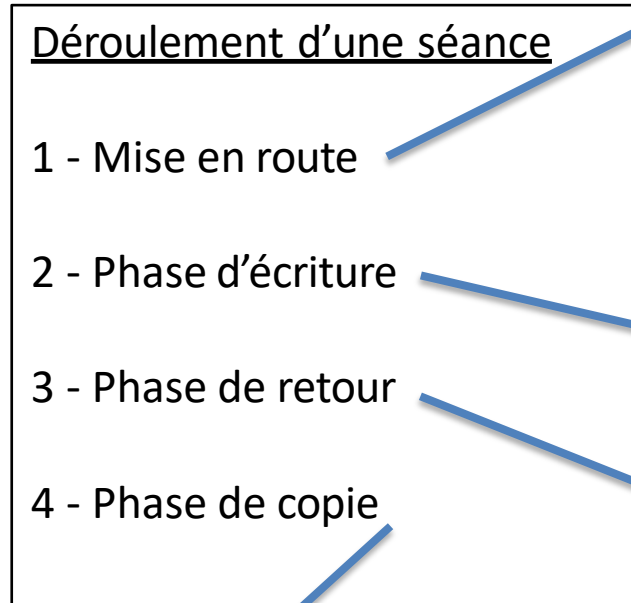 Déroulement d’une séance
1 - Mise en route
2 - Phase d’écriture
3 - Phase de retour
4 - Phase de copie